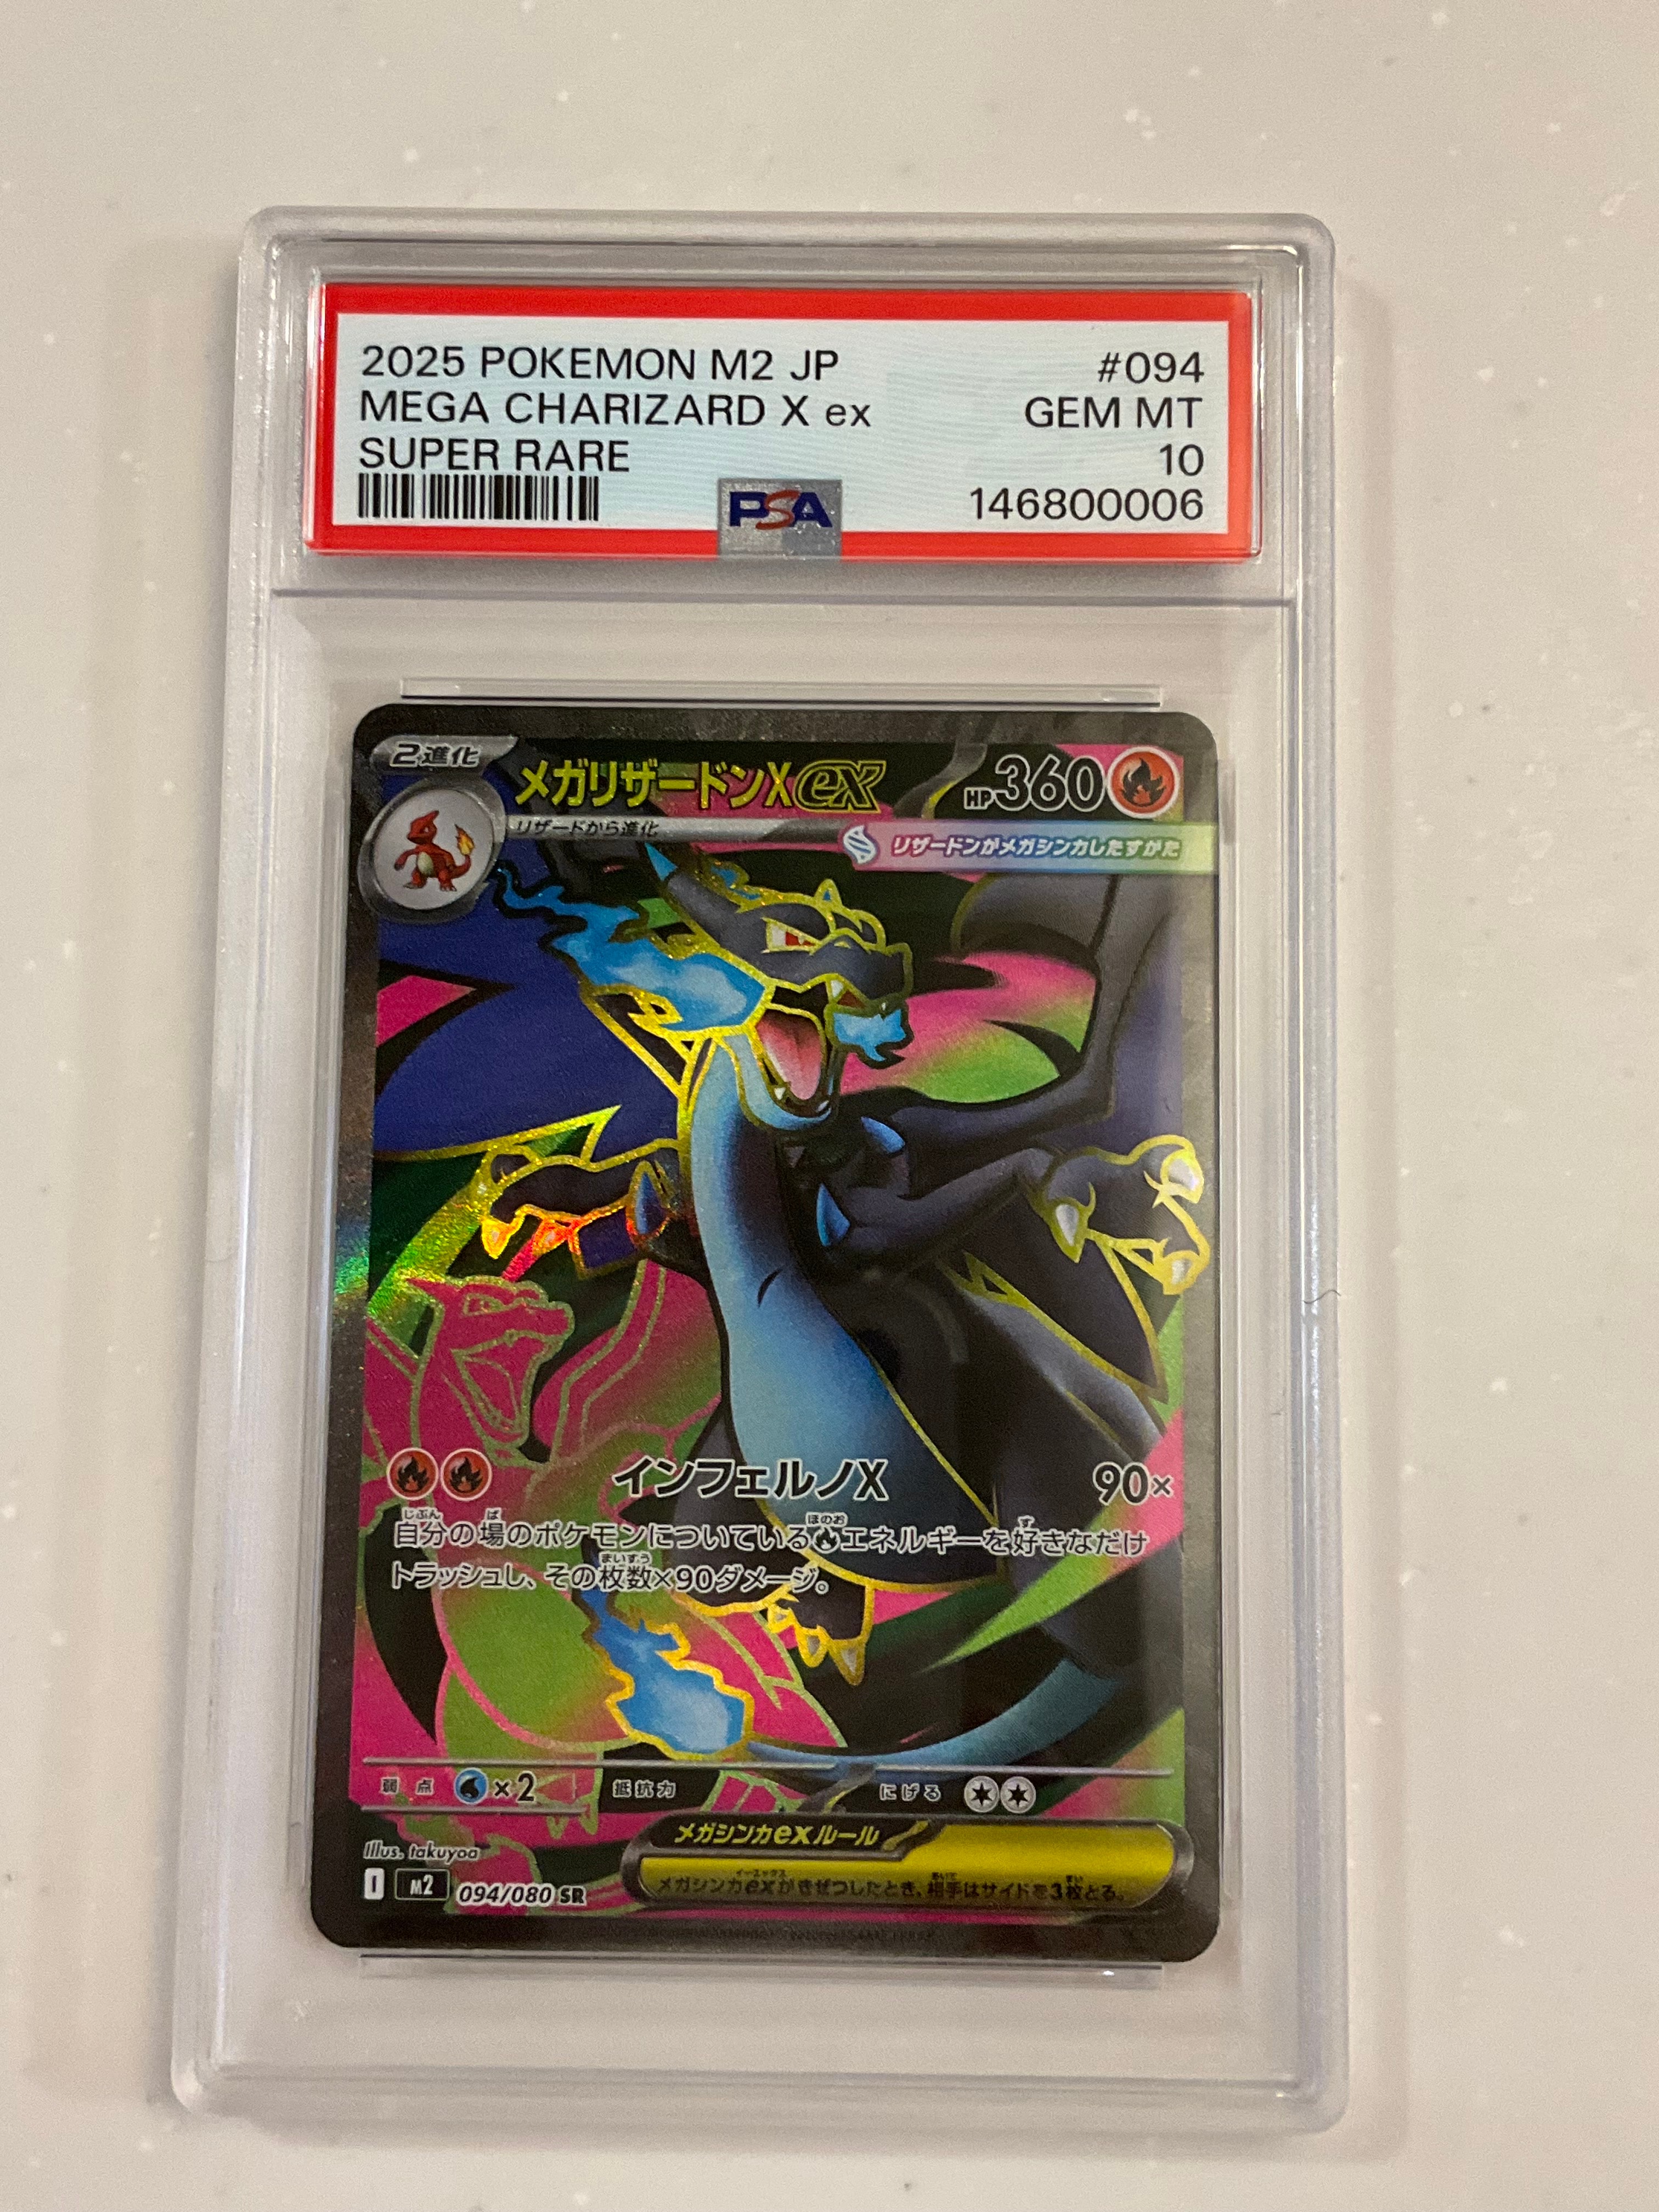 2025 POKEMON M2 JP #094
MEGA CHARIZARD X ex GEM MT
SUPER RARE 10
PSA 146800006
2進化 メガリザードンXex HP360
リザードから進化
リザードンがメガシンカしたすがた
インフェルノX 90×
自分の場のポケモンについているエネルギーを好きなだけ
トラッシュし、その枚数×90ダメージ。
弱点 ×2 抵抗力 にげる
メガシンカexルール
メガシンカexがきぜつしたとき、相手はサイドを3枚とる。
Illus. takuyoa
I M2 094/080 SR